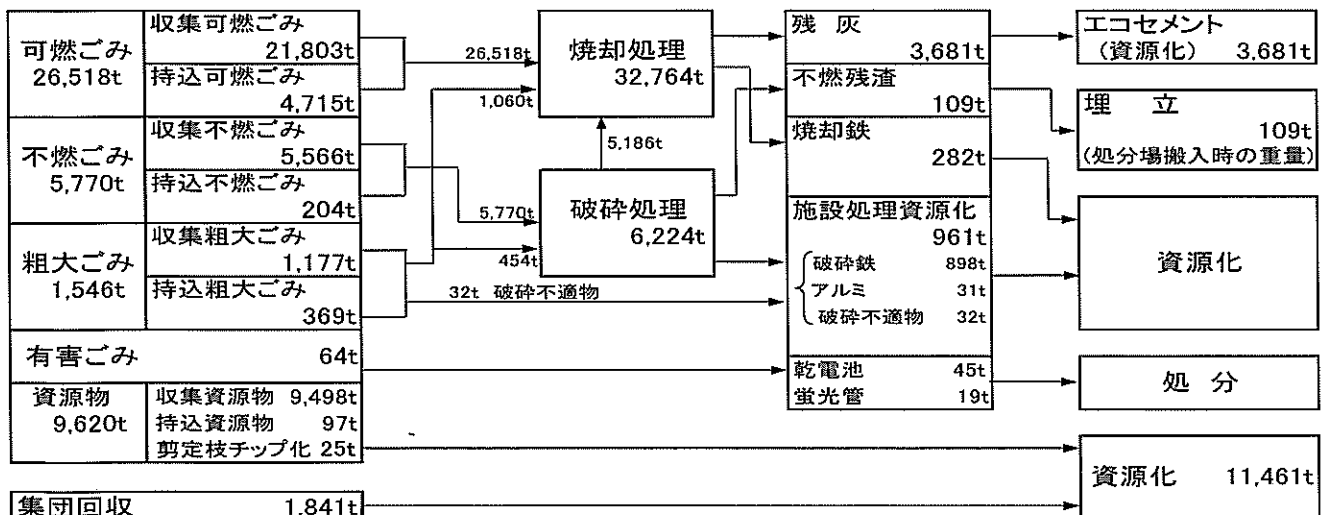 可燃ごみ
26,518t
収集可燃ごみ
21,803t
持込可燃ごみ
4,715t
不燃ごみ
5,770t
収集不燃ごみ
5,566t
持込不燃ごみ
204t
粗大ごみ
1,546t
収集粗大ごみ
1,177t
持込粗大ごみ
369t
有害ごみ 64t
資源物
9,620t
収集資源物 9,498t
持込資源物 97t
剪定枝チップ化 25t
集団回収 1,841t
26,518t
1,060t
5,770t
454t
32t 破砕不適物
焼却処理
32,764t
5,186t
破砕処理
6,224t
残灰
3,681t
不燃残渣
109t
焼却鉄
282t
施設処理資源化
961t
破砕鉄 898t
アルミ 31t
破砕不適物 32t
乾電池 45t
蛍光管 19t
エコセメント
(資源化) 3,681t
埋立
109t
(処分場搬入時の重量)
資源化
処分
資源化 11,461t